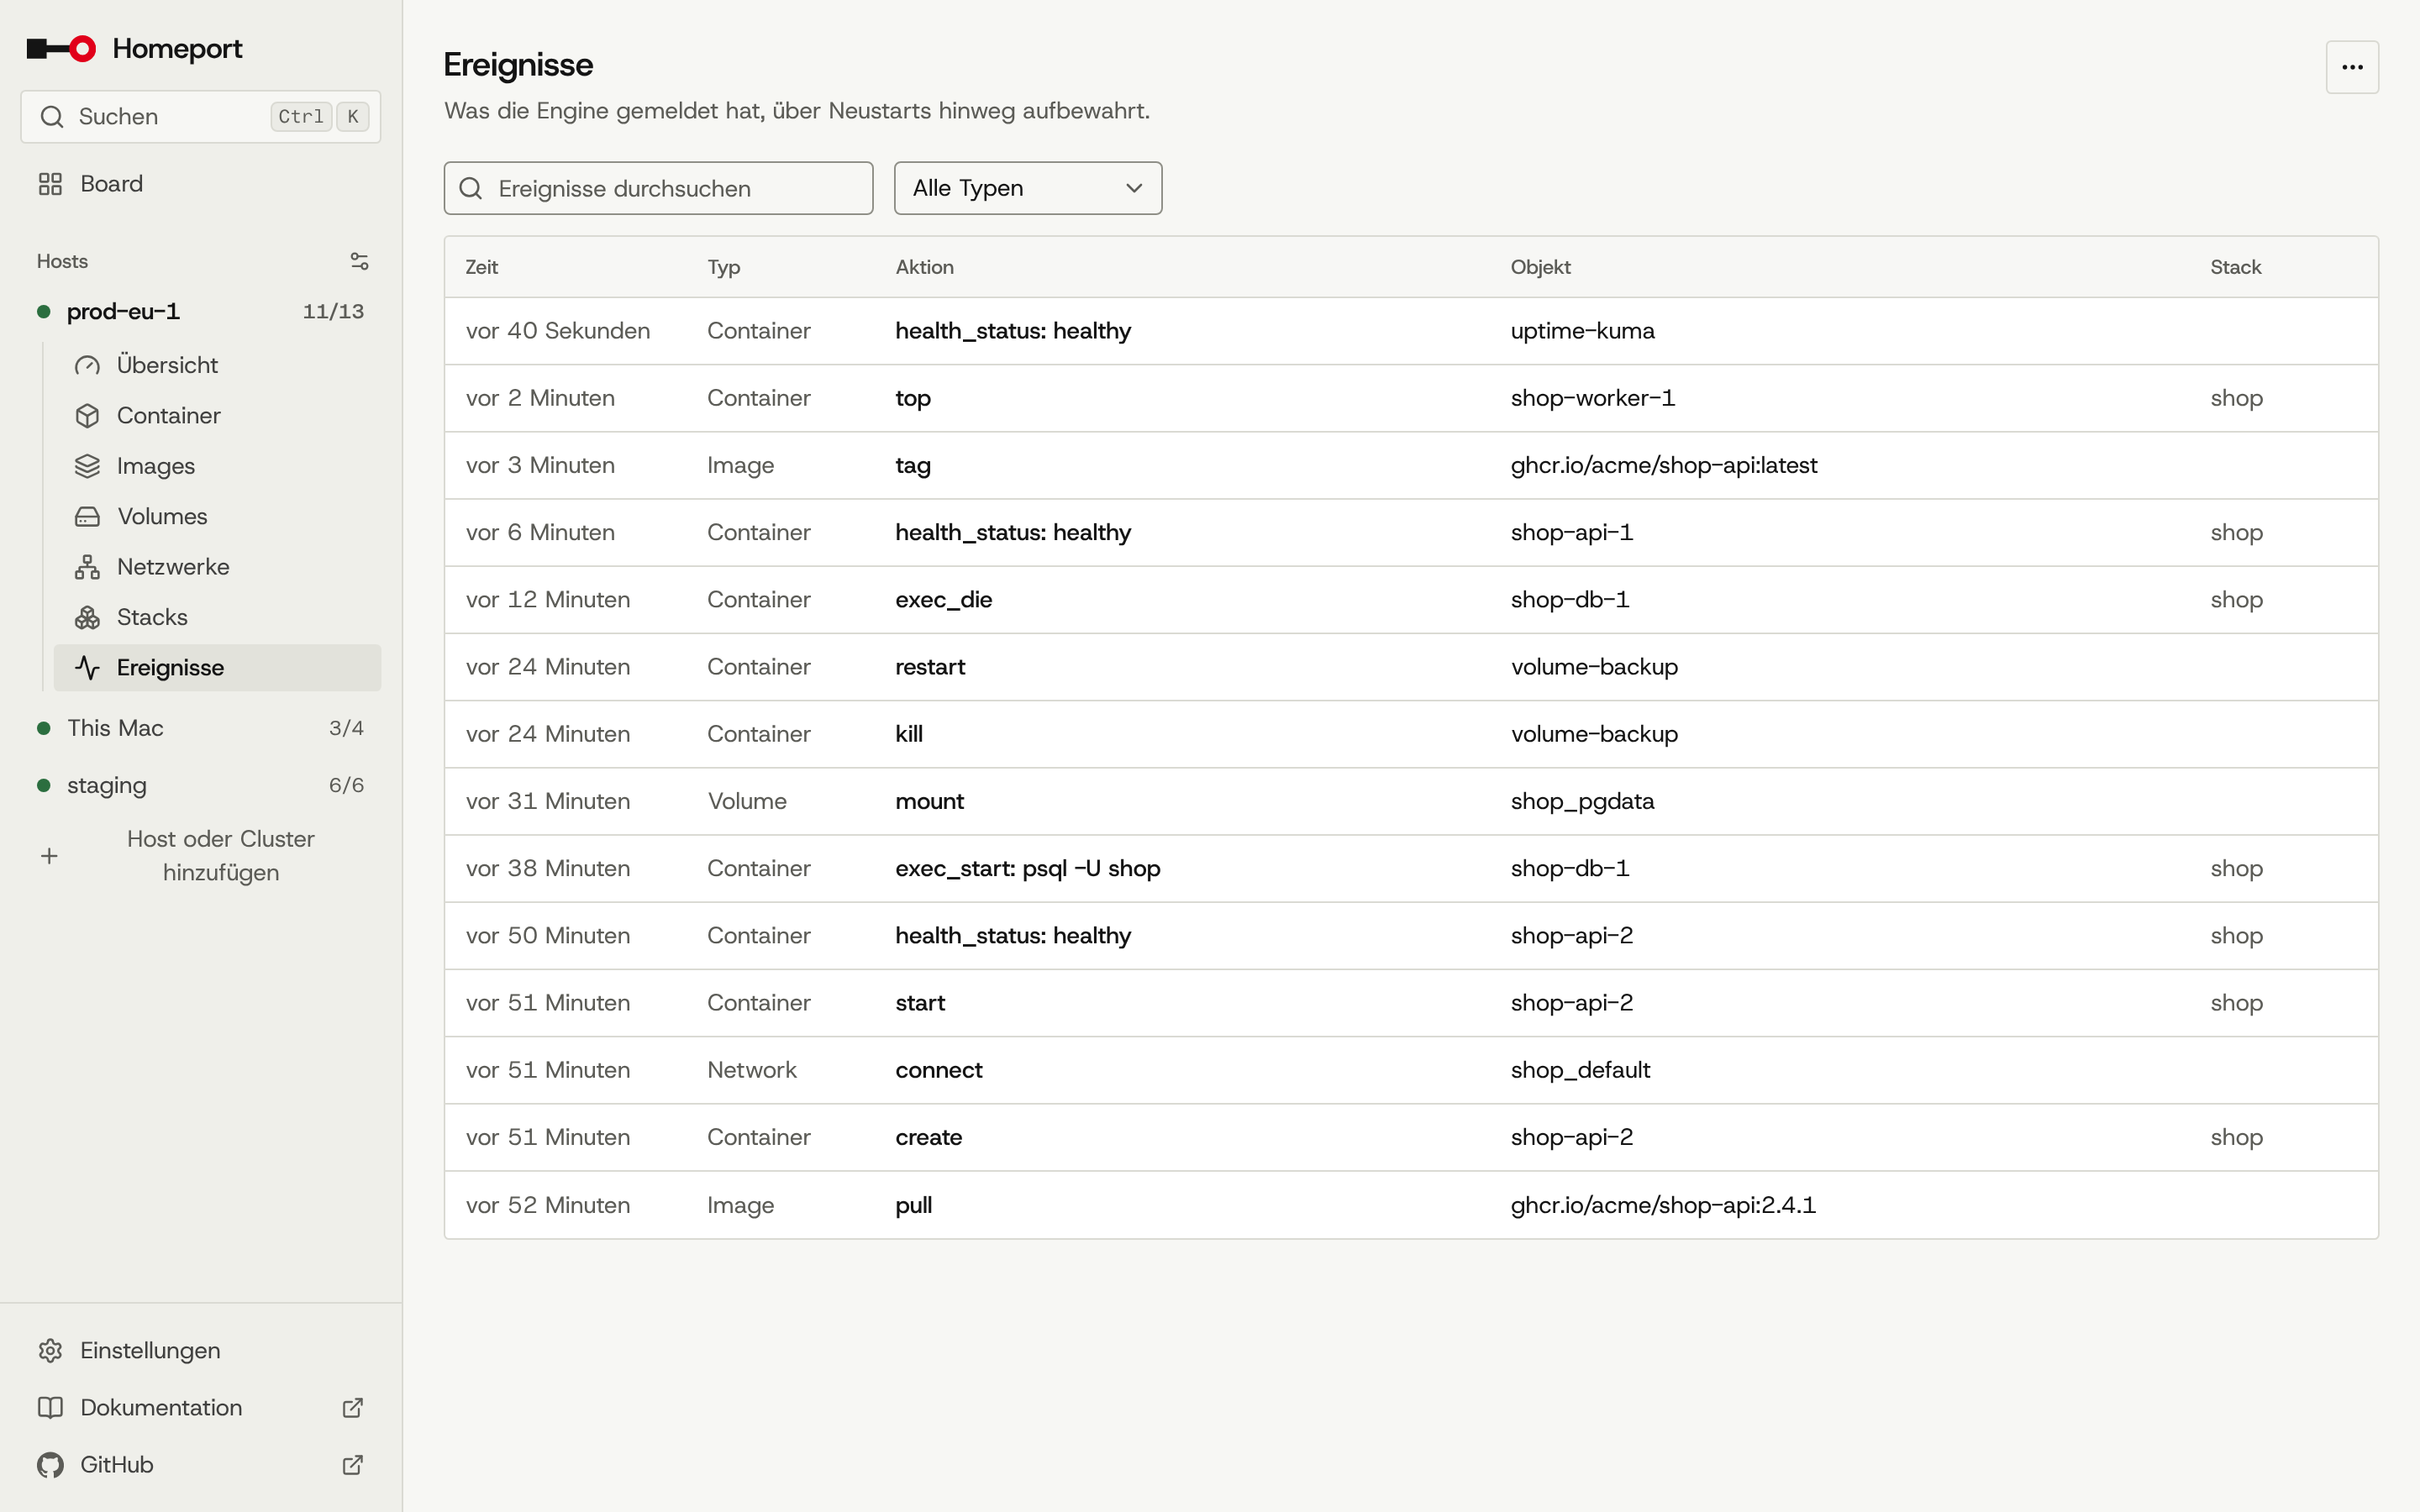 Homeport
Suchen Ctrl K
Board
Hosts
prod-eu-1 11/13
Übersicht
Container
Images
Volumes
Netzwerke
Stacks
Ereignisse
This Mac 3/4
staging 6/6
Host oder Cluster
hinzufügen
Einstellungen
Dokumentation
GitHub
Ereignisse
Was die Engine gemeldet hat, über Neustarts hinweg aufbewahrt.
Ereignisse durchsuchen Alle Typen
Zeit Typ Aktion Objekt Stack
vor 40 Sekunden Container health_status: healthy uptime-kuma
vor 2 Minuten Container top shop-worker-1 shop
vor 3 Minuten Image tag ghcr.io/acme/shop-api:latest
vor 6 Minuten Container health_status: healthy shop-api-1 shop
vor 12 Minuten Container exec_die shop-db-1 shop
vor 24 Minuten Container restart volume-backup
vor 24 Minuten Container kill volume-backup
vor 31 Minuten Volume mount shop_pgdata
vor 38 Minuten Container exec_start: psql -U shop shop-db-1 shop
vor 50 Minuten Container health_status: healthy shop-api-2 shop
vor 51 Minuten Container start shop-api-2 shop
vor 51 Minuten Network connect shop_default
vor 51 Minuten Container create shop-api-2 shop
vor 52 Minuten Image pull ghcr.io/acme/shop-api:2.4.1